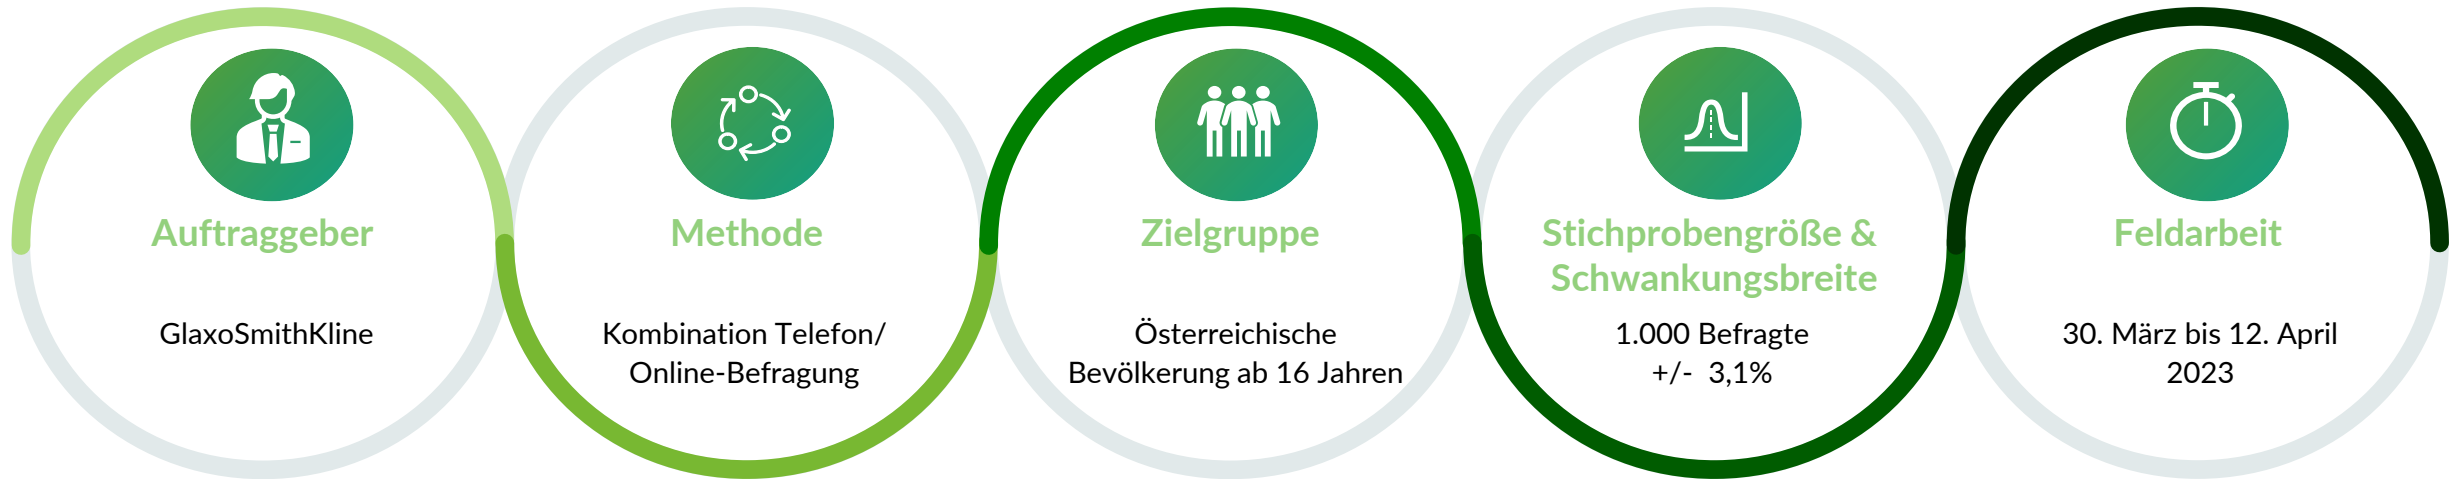 Auftraggeber
GlaxoSmithKline
Methode
Kombination Telefon/
Online-Befragung
Zielgruppe
Österreichische
Bevölkerung ab 16 Jahren
Stichprobengröße &
Schwankungsbreite
1.000 Befragte
+/- 3,1%
Feldarbeit
30. März bis 12. April
2023